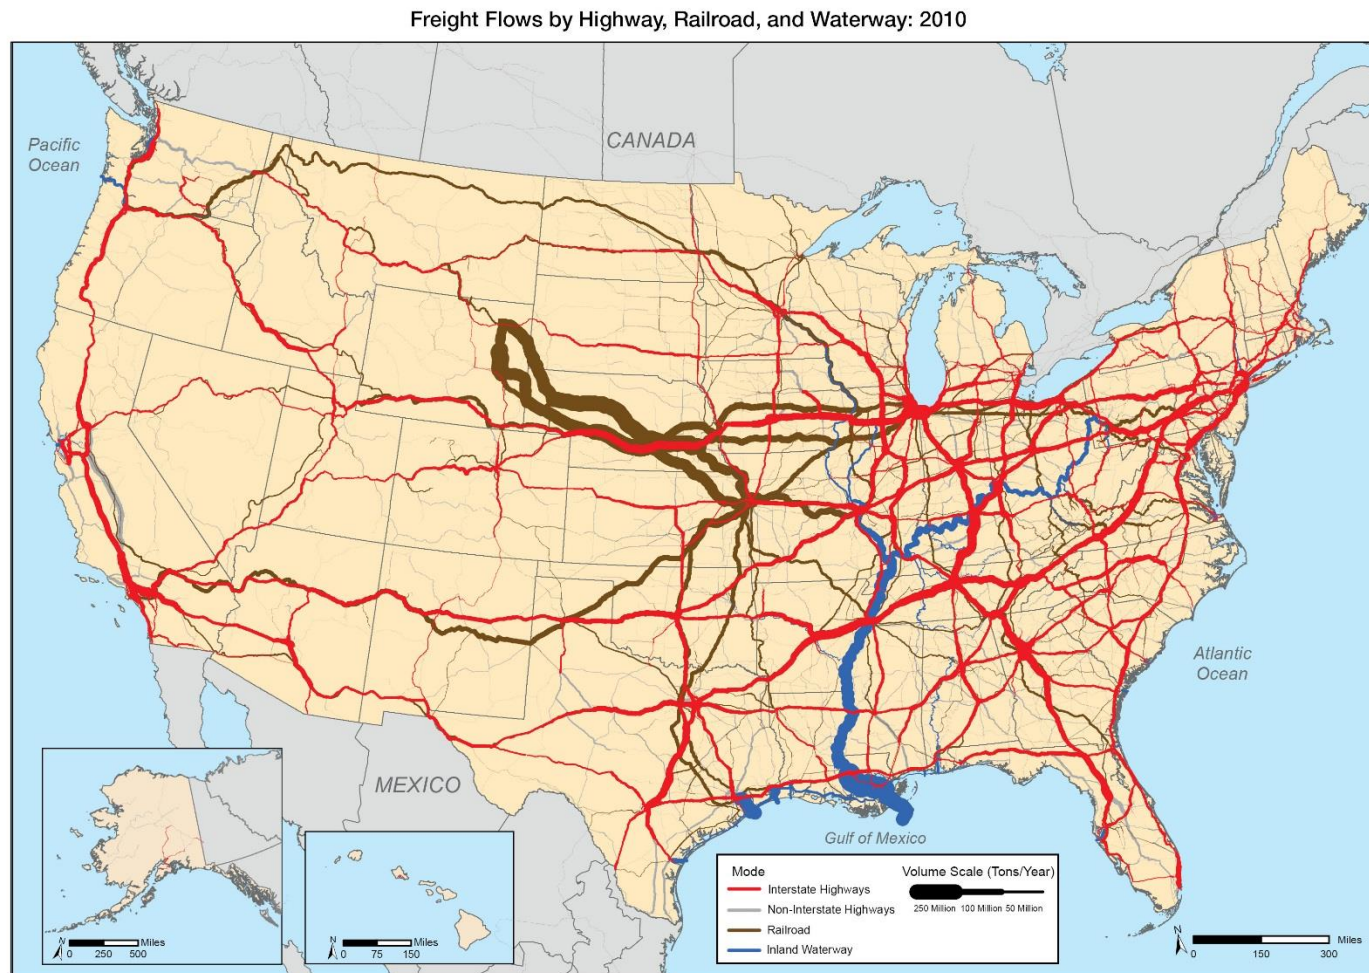 Freight Flows by Highway, Railroad, and Waterway: 2010
Pacific
Ocean
CANADA
Atlantic
Ocean
MEXICO
Gulf of Mexico
N
Miles
0 250 500
N
Miles
0 75 150
Mode
Interstate Highways
Non-Interstate Highways
Railroad
Inland Waterway
Volume Scale (Tons/Year)
250 Million 100 Million 50 Million
N
Miles
0 150 300